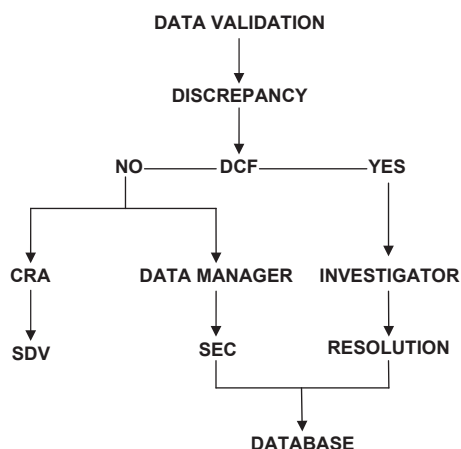 DATA VALIDATION
DISCREPANCY
NO DCF YES
CRA DATA MANAGER INVESTIGATOR
SDV SEC RESOLUTION
DATABASE